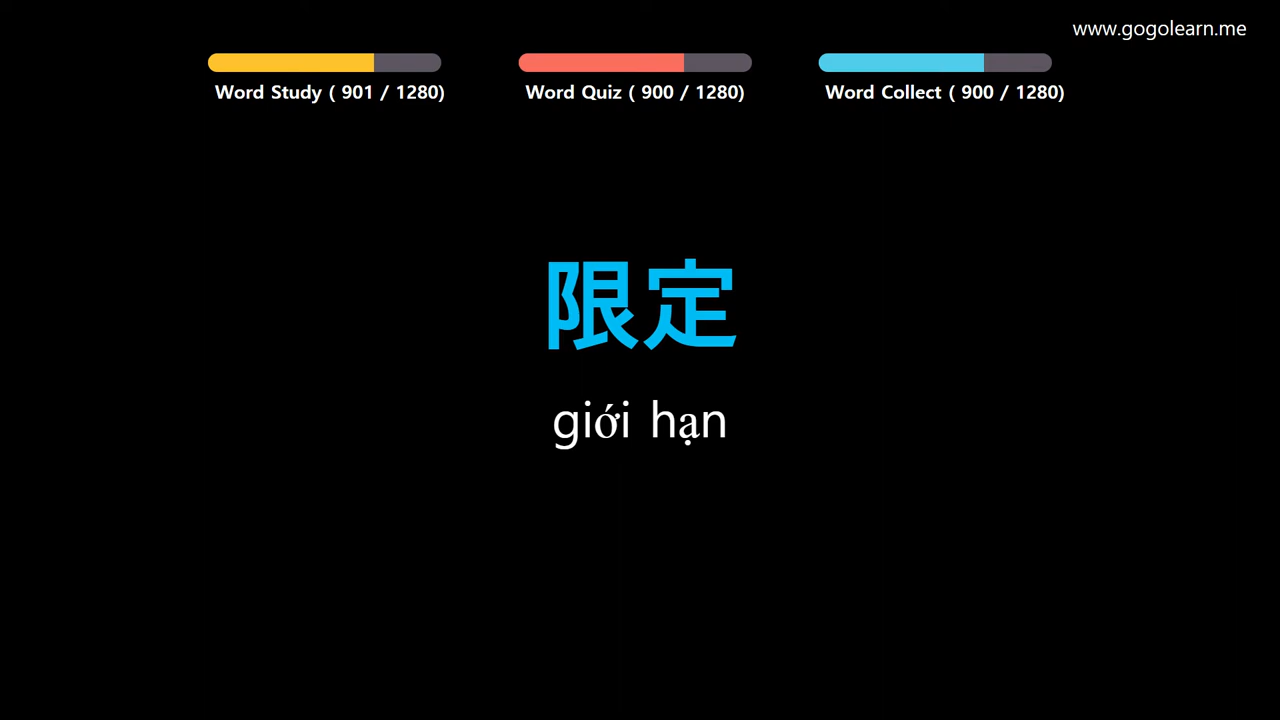 www.gogolearn.me
Word Study ( 901 / 1280)
Word Quiz ( 900 / 1280)
Word Collect ( 900 / 1280)
限定
giới hạn